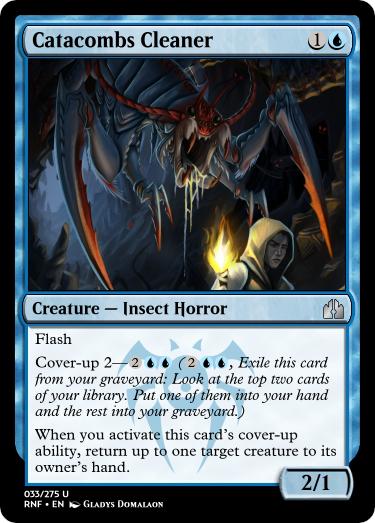 Catacombs Cleaner 1
Creature — Insect Horror
Flash
Cover-up 2—2 (2, Exile this card
from your graveyard: Look at the top two cards
of your library. Put one of them into your hand
and the rest into your graveyard.)
When you activate this card's cover-up
ability, return up to one target creature to its
owner's hand.
2/1
033/275 U
RNF • EN Gladys Domalaon